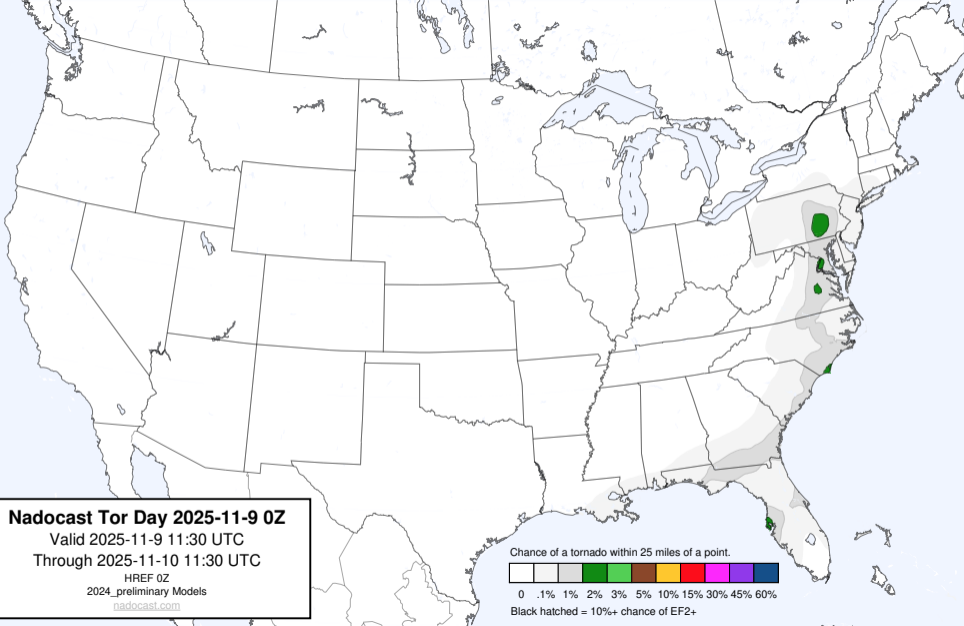 Nadocast Tor Day 2025-11-9 0Z
Valid 2025-11-9 11:30 UTC
Through 2025-11-10 11:30 UTC
HREF 0Z
2024_preliminary Models
nadocast.com
Chance of a tornado within 25 miles of a point.
0 .1% 1% 2% 3% 5% 10% 15% 30% 45% 60%
Black hatched = 10%+ chance of EF2+